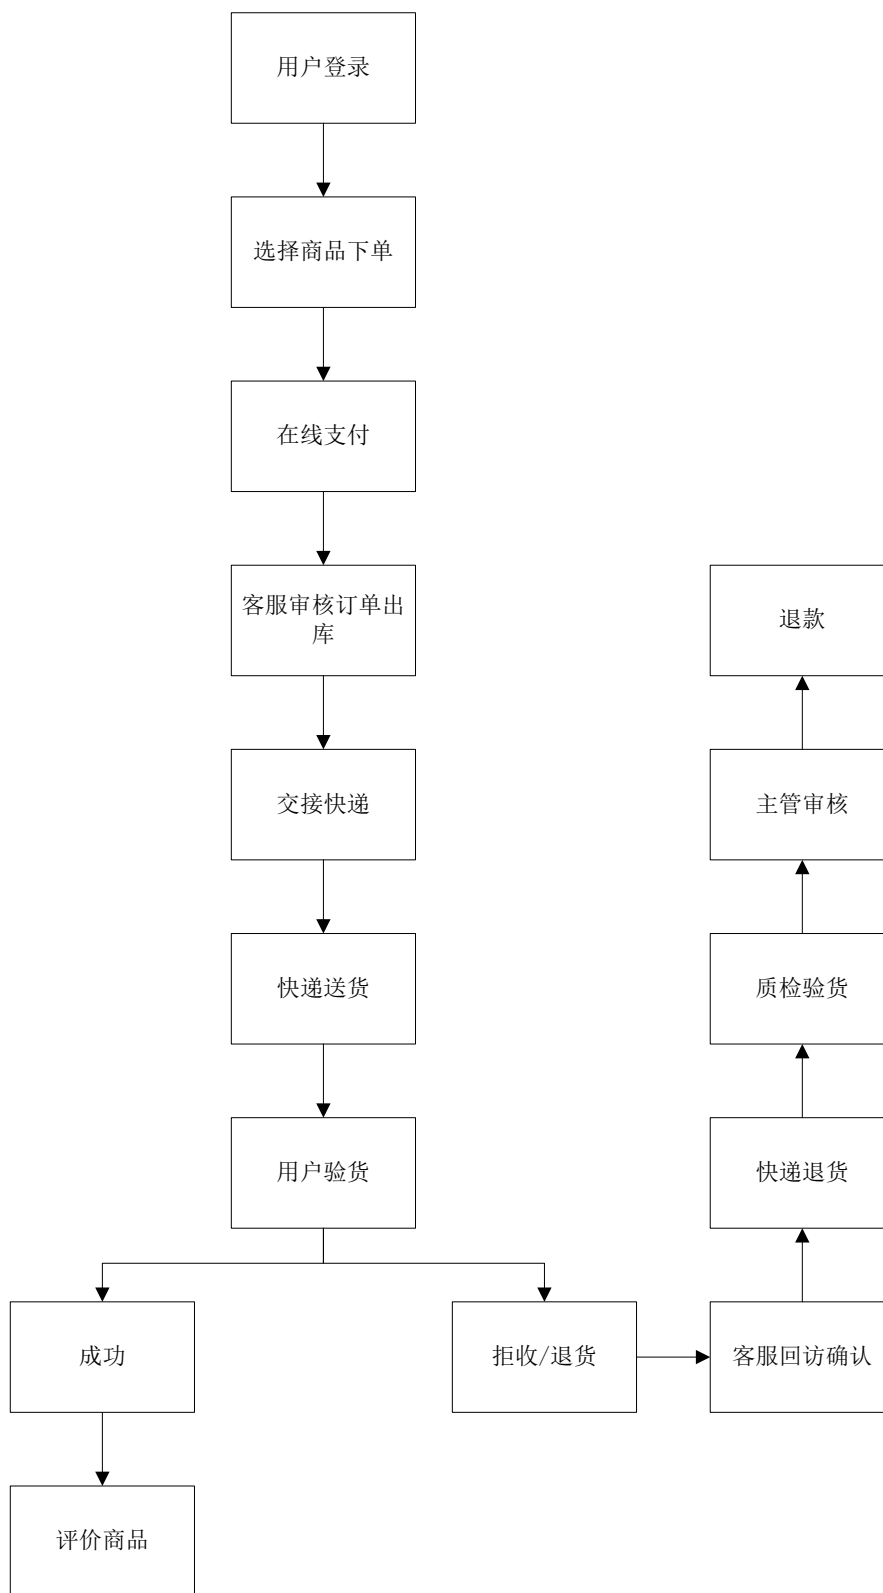 用户登录
选择商品下单
在线支付
客服审核订单出
库
交接快递
快递送货
用户验货
成功
评价商品
拒收/退货
客服回访确认
快递退货
质检验货
主管审核
退款